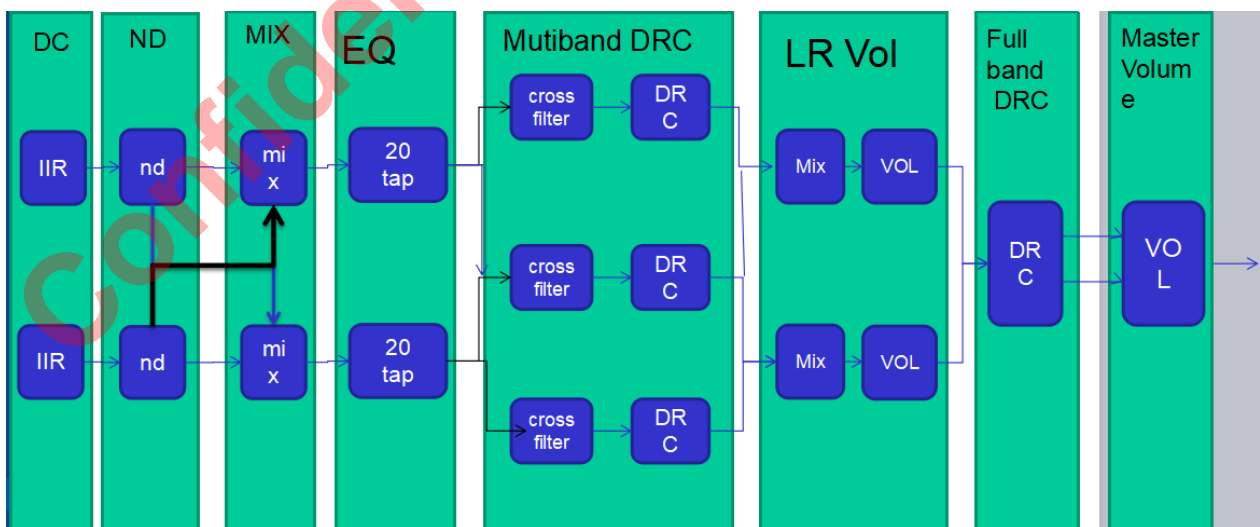 DC
ND
MIX
EQ
Mutiband DRC
LR Vol
Full
band
DRC
Master
Volum
e
IIR
nd
mi
x
20
tap
cross
filter
DR
C
Mix
VOL
cross
filter
DR
C
DR
C
VO
L
IIR
nd
mi
x
20
tap
cross
filter
DR
C
Mix
VOL
Confiden